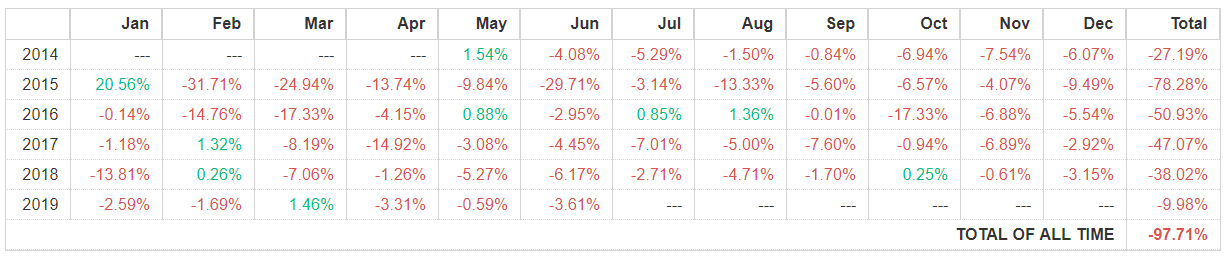 Jan Feb Mar Apr May Jun Jul Aug Sep Oct Nov Dec Total
2014 --- --- --- --- 1.54% -4.08% -5.29% -1.50% -0.84% -6.94% -7.54% -6.07% -27.19%
2015 20.56% -31.71% -24.94% -13.74% -9.84% -29.71% -3.14% -13.33% -5.60% -6.57% -4.07% -9.49% -78.28%
2016 -0.14% -14.76% -17.33% -4.15% 0.88% -2.95% 0.85% 1.36% -0.01% -17.33% -6.88% -5.54% -50.93%
2017 -1.18% 1.32% -8.19% -14.92% -3.08% -4.45% -7.01% -5.00% -7.60% -0.94% -6.89% -2.92% -47.07%
2018 -13.81% 0.26% -7.06% -1.26% -5.27% -6.17% -2.71% -4.71% -1.70% 0.25% -0.61% -3.15% -38.02%
2019 -2.59% -1.69% 1.46% -3.31% -0.59% -3.61% --- --- --- --- --- --- -9.98%
TOTAL OF ALL TIME -97.71%